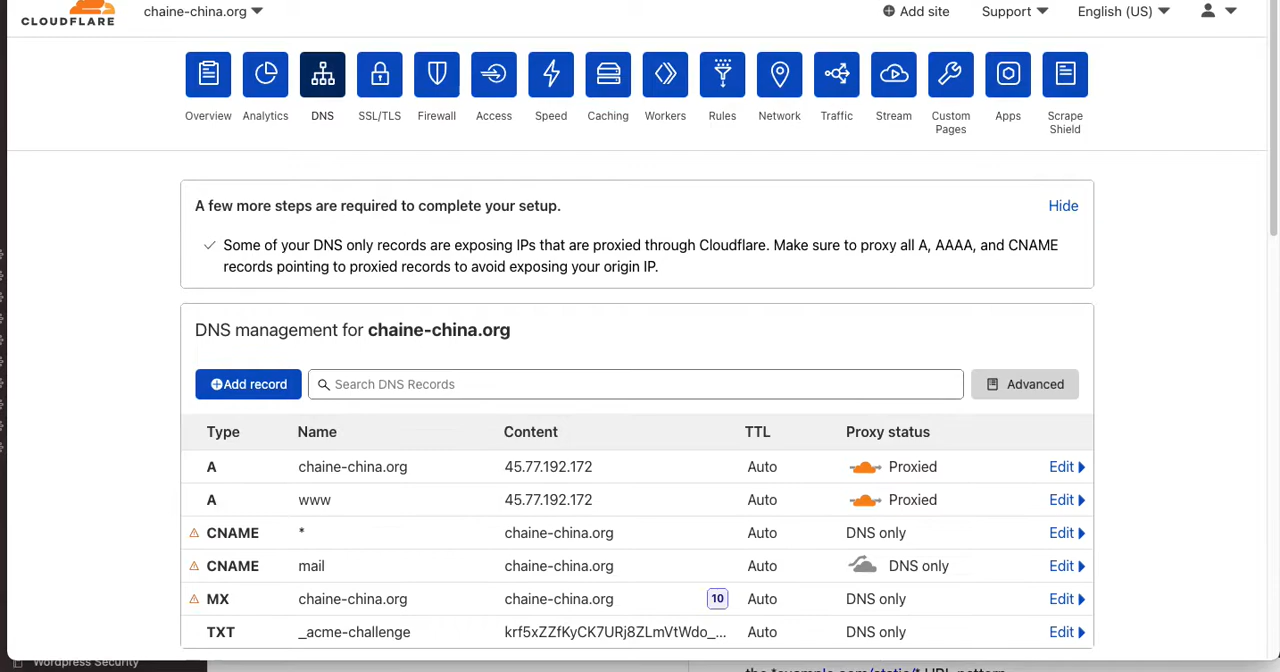 CLOUDFLARE
chaine-china.org
Add site
Support
English (US)
Overview
Analytics
DNS
SSL/TLS
Firewall
Access
Speed
Caching
Workers
Rules
Network
Traffic
Stream
Custom
Pages
Apps
Scrape
Shield
A few more steps are required to complete your setup.
Hide
Some of your DNS only records are exposing IPs that are proxied through Cloudflare. Make sure to proxy all A, AAAA, and CNAME
records pointing to proxied records to avoid exposing your origin IP.
DNS management for chaine-china.org
Add record
Search DNS Records
Advanced
Type Name Content TTL Proxy status
A chaine-china.org 45.77.192.172 Auto Proxied Edit
A www 45.77.192.172 Auto Proxied Edit
CNAME * chaine-china.org Auto DNS only Edit
CNAME mail chaine-china.org Auto DNS only Edit
MX chaine-china.org chaine-china.org 10 Auto DNS only Edit
TXT _acme-challenge krf5xZZfKyCK7URj8ZLmVtWdo_... Auto DNS only Edit
Wordpress Security
the *example.com/static/* URL pattern